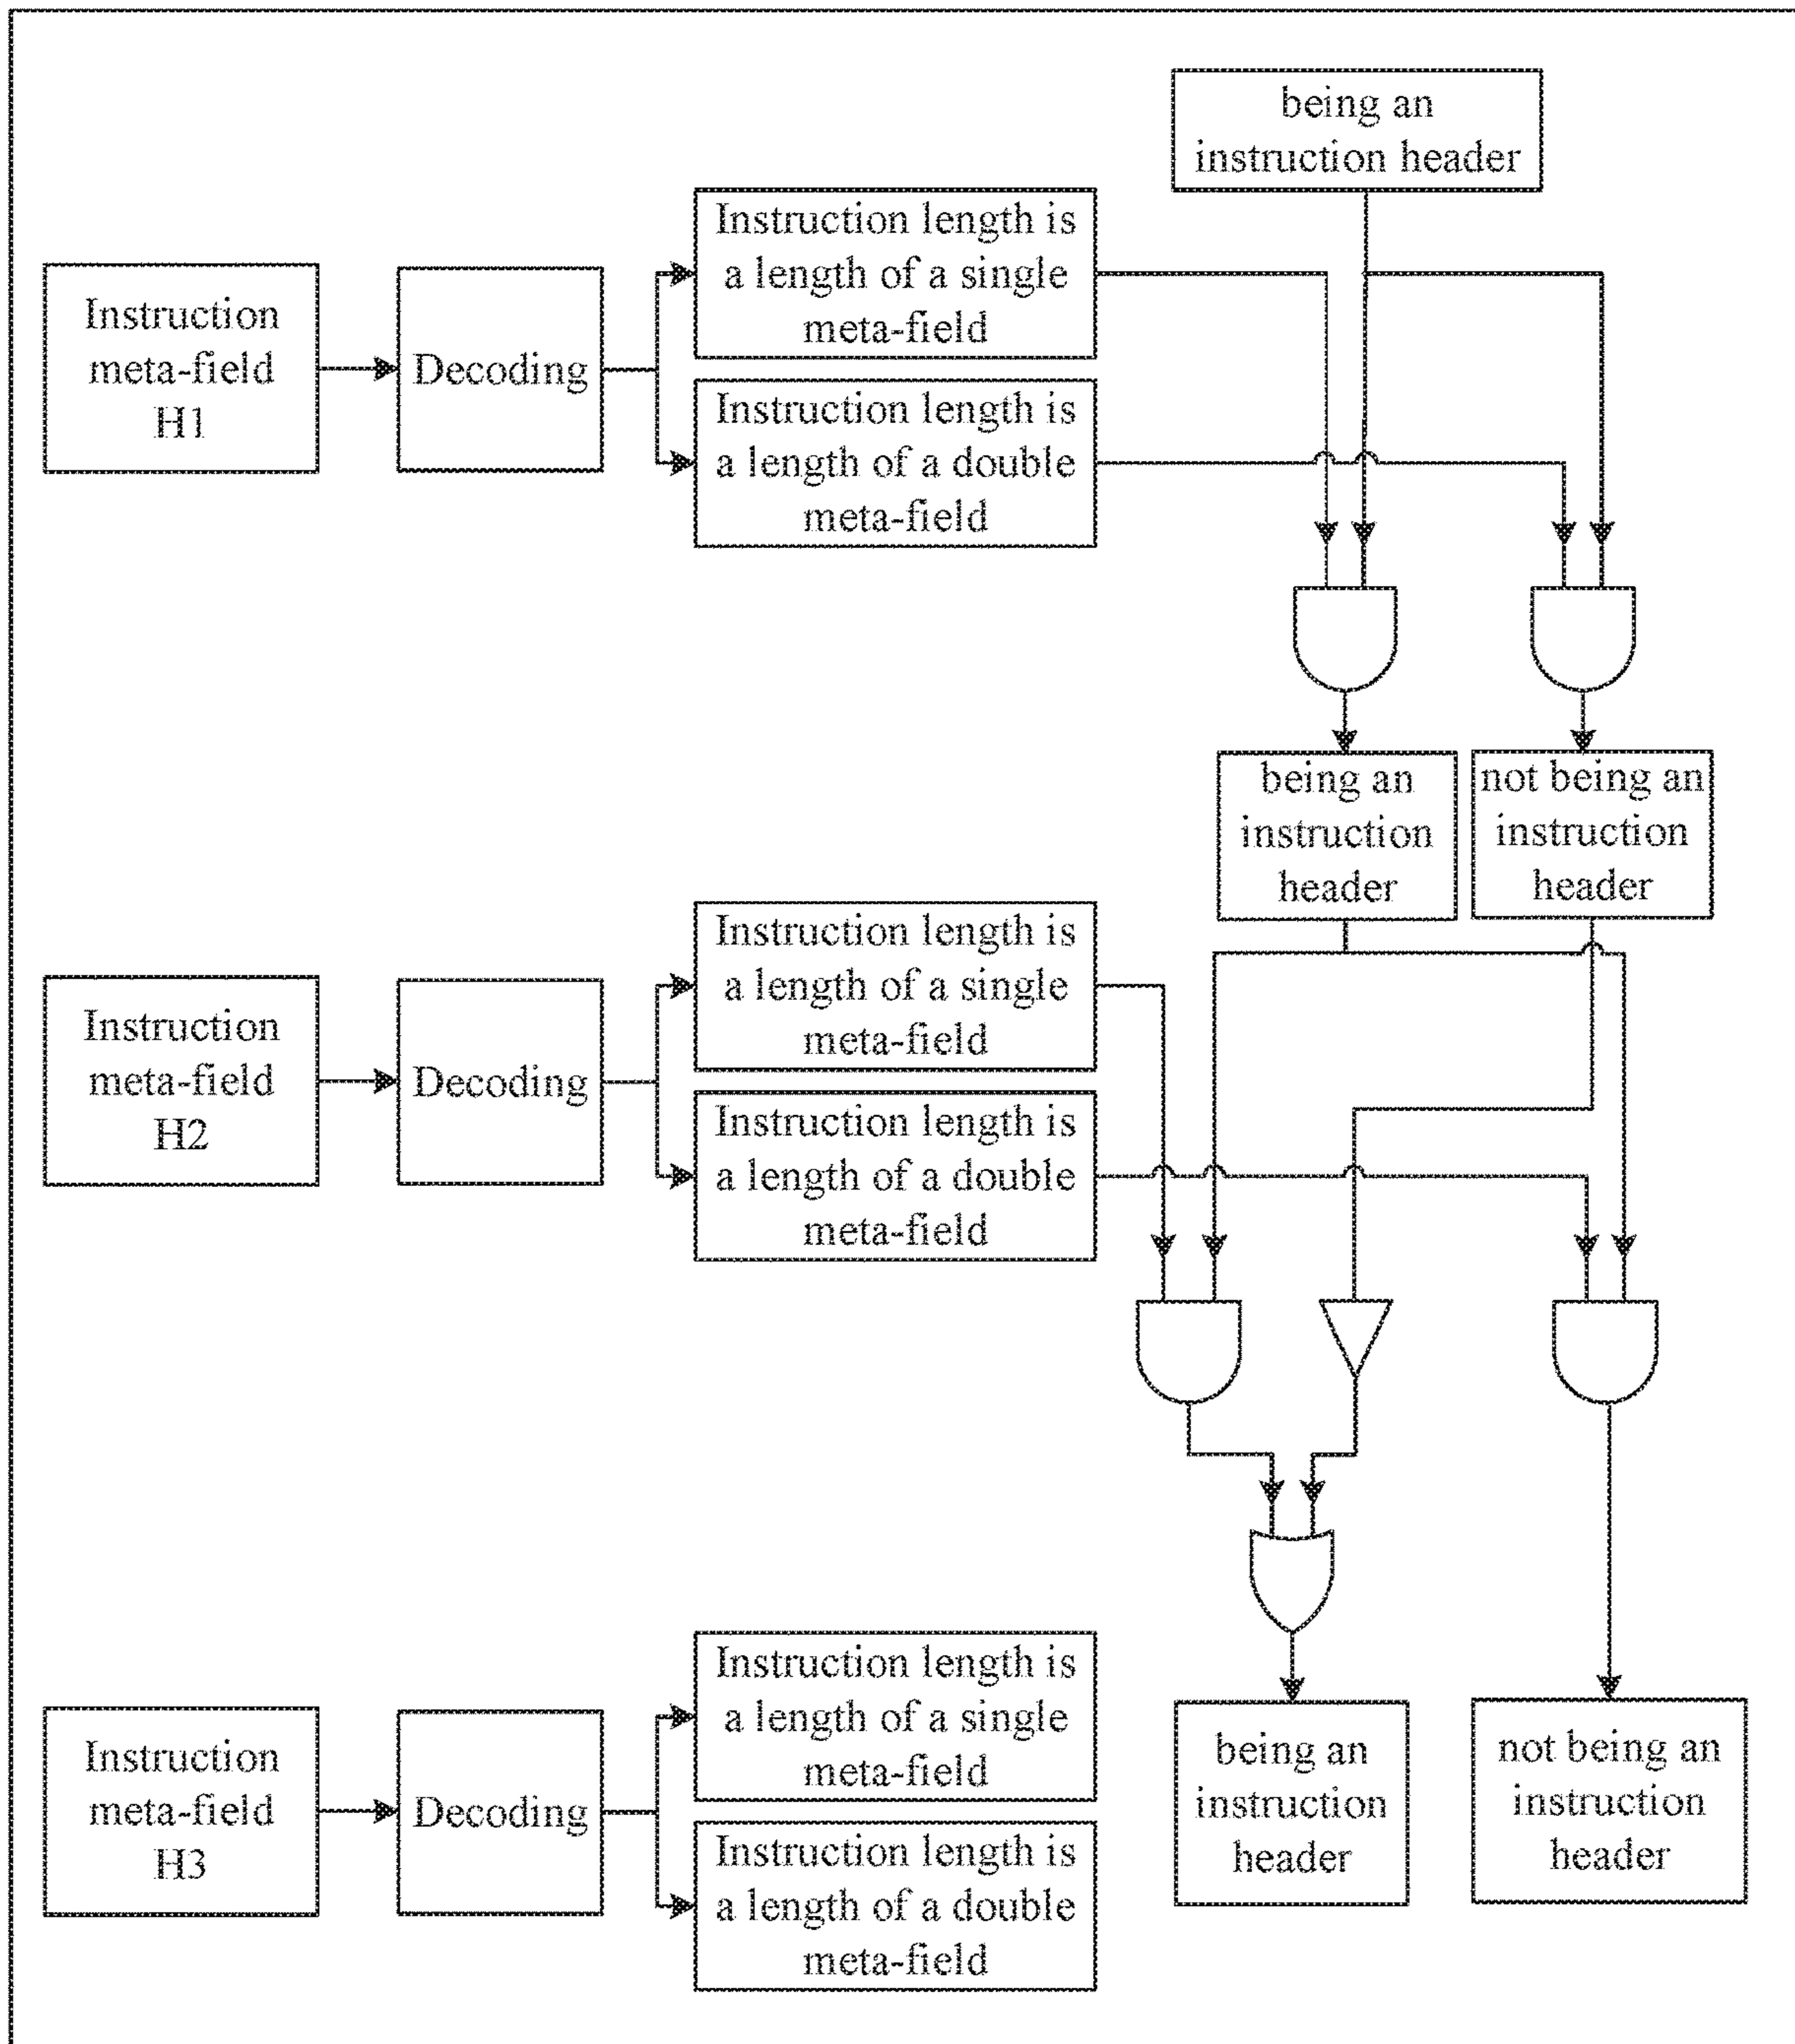 being an
instruction header
Instruction length is
a length of a single
meta-field
Instruction
meta-field
H1
Decoding
Instruction length is
a length of a double
meta-field
being an
instruction
header
not being an
instruction
header
Instruction length is
a length of a single
meta-field
Instruction
meta-field
H2
Decoding
Instruction length is
a length of a double
meta-field
Instruction length is
a length of a single
meta-field
Instruction
meta-field
H3
Decoding
Instruction length is
a length of a double
meta-field
being an
instruction
header
not being an
instruction
header